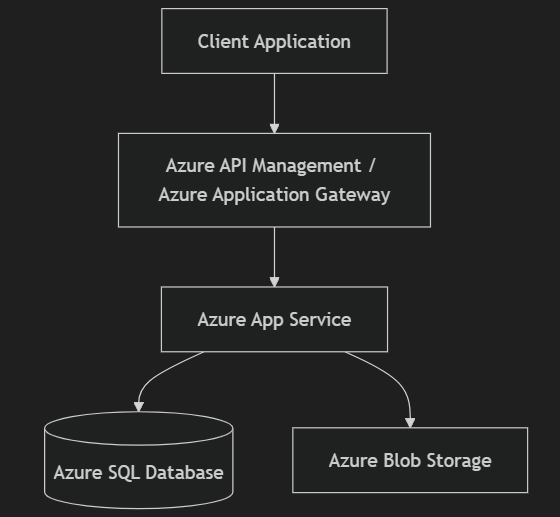 Client Application
Azure API Management /
Azure Application Gateway
Azure App Service
Azure SQL Database
Azure Blob Storage